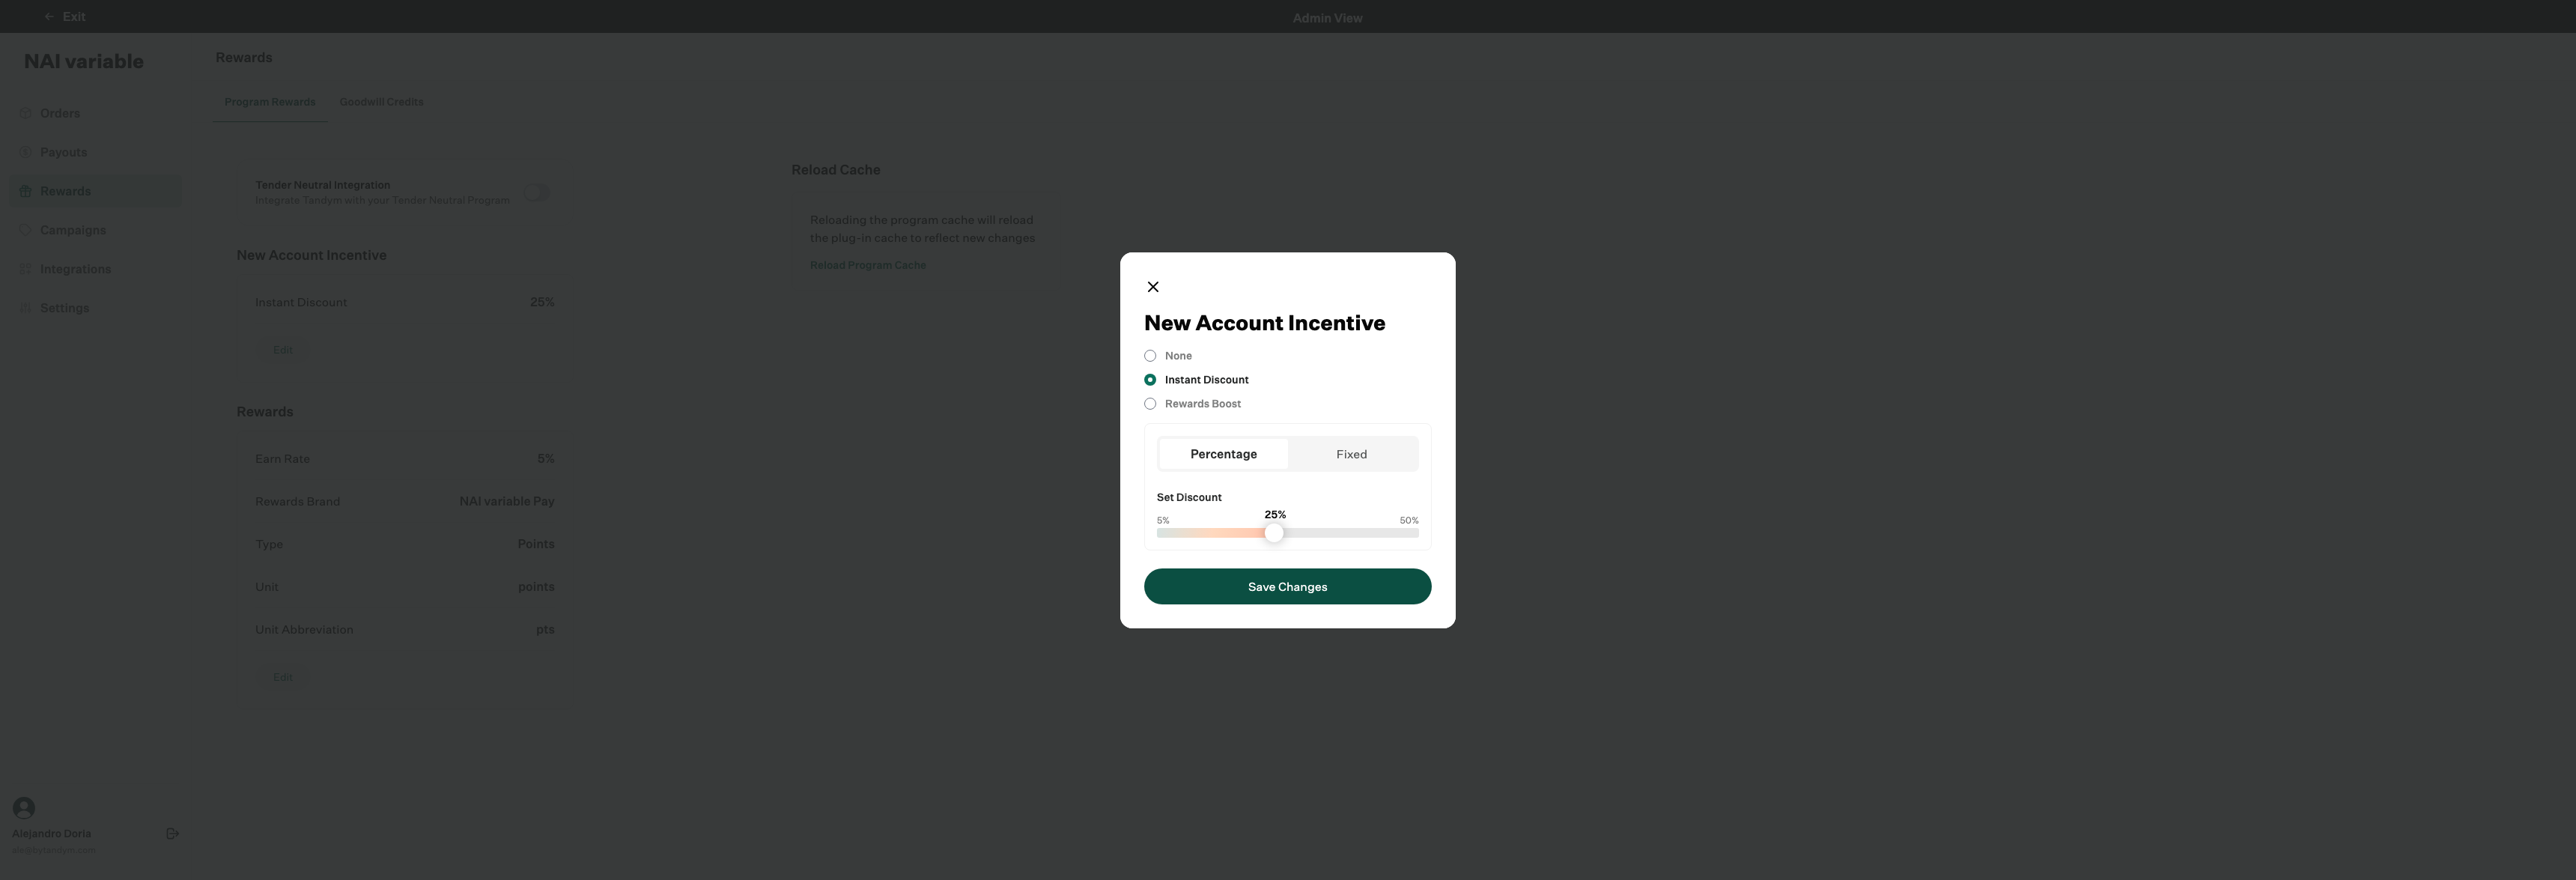 Exit
Admin View
NAI variable
Orders
Payouts
Rewards
Campaigns
Integrations
Settings
Alejandro Doria
ale@bytandym.com
Rewards
Program Rewards
Goodwill Credits
Tender Neutral Integration
Integrate Tandym with your Tender Neutral Program
New Account Incentive
Instant Discount 25%
Edit
Rewards
Earn Rate 5%
Rewards Brand NAI variable Pay
Type Points
Unit points
Unit Abbreviation pts
Edit
Reload Cache
Reloading the program cache will reload
the plug-in cache to reflect new changes
Reload Program Cache
New Account Incentive
None
Instant Discount
Rewards Boost
Percentage Fixed
Set Discount
5% 25% 50%
Save Changes